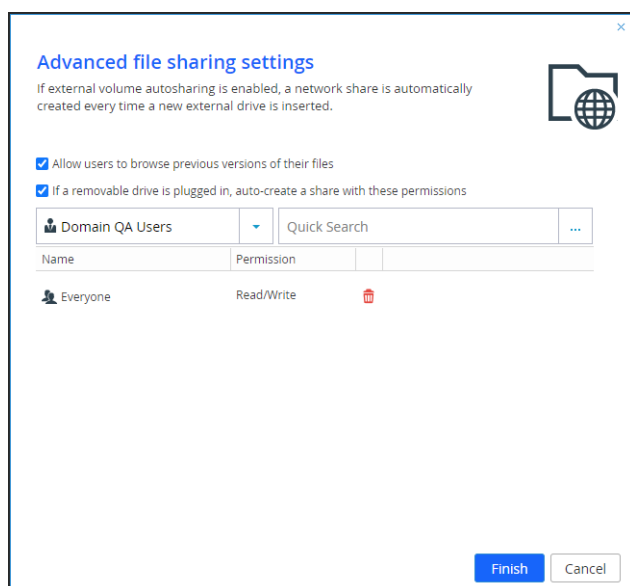 Advanced file sharing settings
If external volume autosharing is enabled, a network share is automatically
created every time a new external drive is inserted.
Allow users to browse previous versions of their files
If a removable drive is plugged in, auto-create a share with these permissions
Domain QA Users Quick Search ...
Name Permission
Everyone Read/Write
Finish Cancel